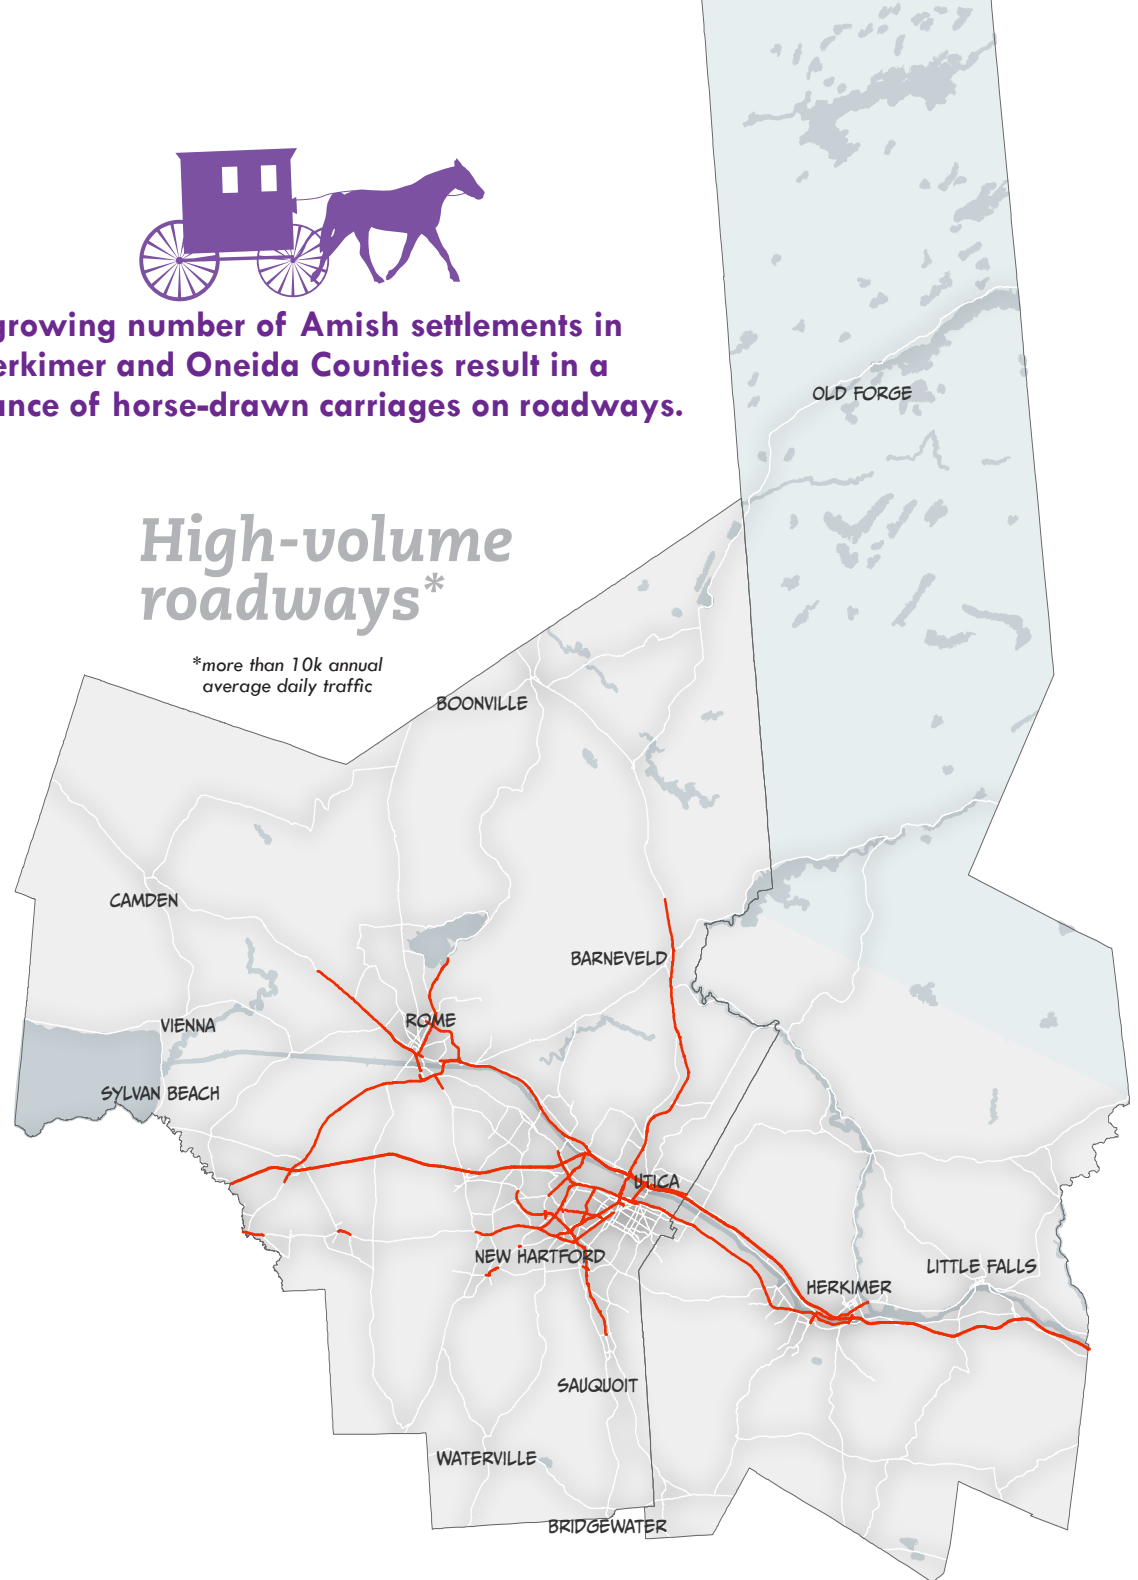 growing number of Amish settlements in
erkimer and Oneida Counties result in a
ance of horse-drawn carriages on roadways.
OLD FORGE
High-volume
roadways*
*more than 10k annual
average daily traffic
BOONVILLE
CAMDEN
BARNEVELD
ROME
VIENNA
SYLVAN BEACH
UTICA
NEW HARTFORD
LITTLE FALLS
HERKIMER
SAUQUOIT
WATERVILLE
BRIDGEWATER